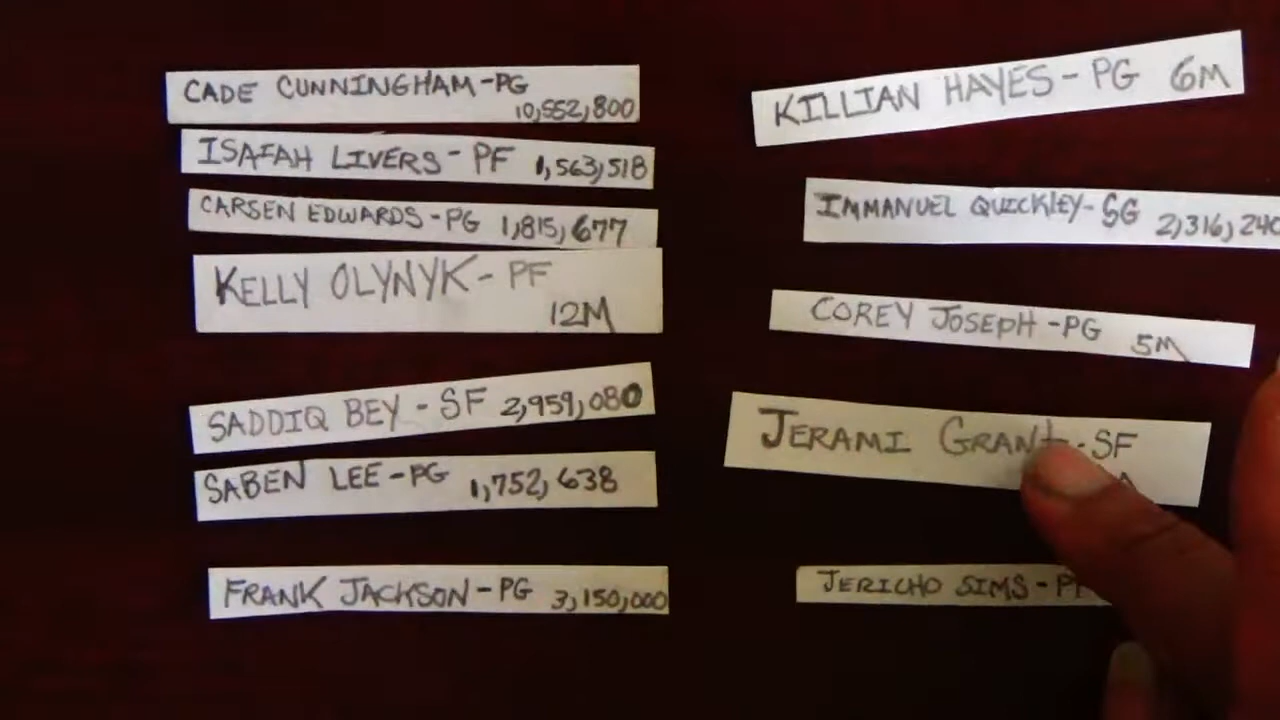 CADE CUNNINGHAM-PG
10,552,800
ISAIAH LIVERS - PF 1,563,518
CARSEN EDWARDS-PG 1,815,677
KELLY OLYNYK - PF
12M
SADDIQ BEY - SF 2,959,080
SABEN LEE-PG 1,752,638
FRANK JACKSON-PG 3,150,000
KILLIAN HAYES - PG 6M
IMMANUEL QUICKLEY-SG 2,316,240
COREY JOSEPH -PG 5M
JERAMI GRANT-SF
JERICHO SIMS -